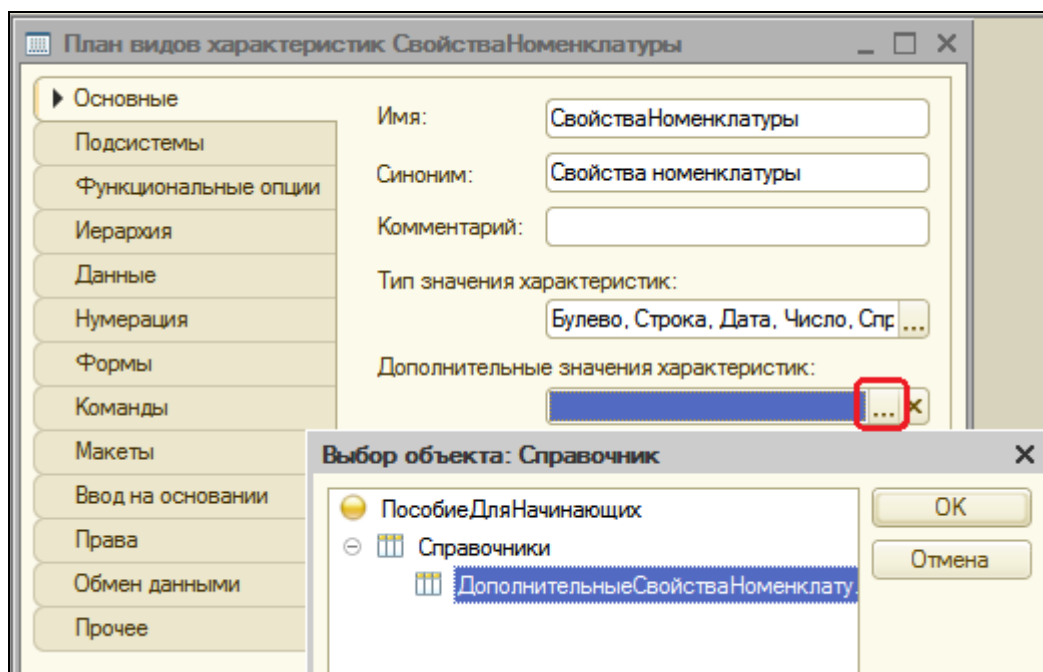 План видов характеристик СвойстваНоменклатуры
Основные
Подсистемы
Функциональные опции
Иерархия
Данные
Нумерация
Формы
Команды
Макеты
Ввод на основании
Права
Обмен данными
Прочее
Имя: СвойстваНоменклатуры
Синоним: Свойства номенклатуры
Комментарий:
Тип значения характеристик:
Булево, Строка, Дата, Число, Спр ...
Дополнительные значения характеристик:
...
Выбор объекта: Справочник
ПособиеДляНачинающих
Справочники
ДополнительныеСвойстваНоменклату
OK
Отмена